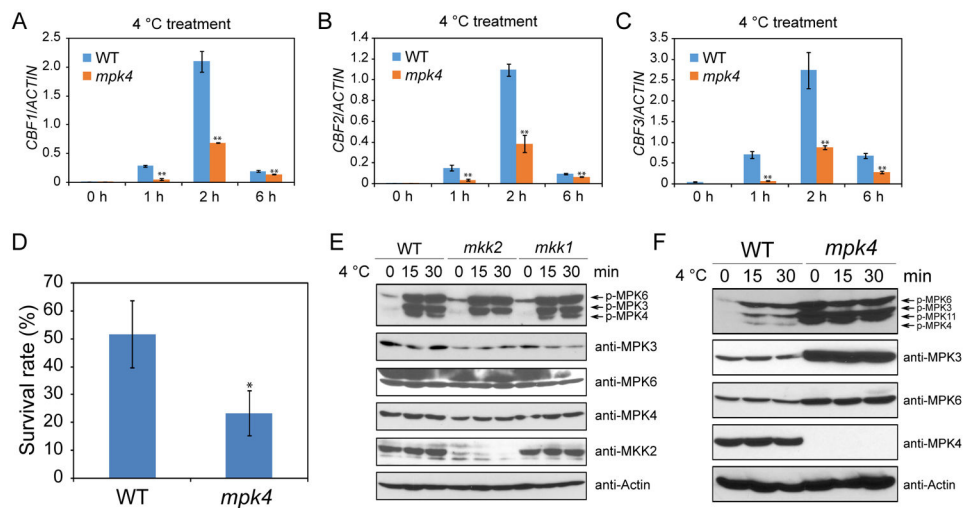 A
4 °C treatment
CBF1/ACTIN
2.5
2.0
1.5
1.0
0.5
0
WT
mpk4
**
**
**
0 h 1 h 2 h 6 h
B
4 °C treatment
CBF2/ACTIN
1.4
1.2
1.0
0.8
0.6
0.4
0.2
0
WT
mpk4
**
**
**
0 h 1 h 2 h 6 h
C
4 °C treatment
CBF3/ACTIN
3.5
3.0
2.5
2.0
1.5
1.0
0.5
0
WT
mpk4
**
**
**
0 h 1 h 2 h 6 h
D
Survival rate (%)
70
60
50
40
30
20
10
0
*
WT mpk4
E
WT mkk2 mkk1
4 °C 0 15 30 0 15 30 0 15 30 min
p-MPK6
p-MPK3
p-MPK4
anti-MPK3
anti-MPK6
anti-MPK4
anti-MKK2
anti-Actin
F
WT mpk4
4 °C 0 15 30 0 15 30 min
p-MPK6
p-MPK3
p-MPK11
p-MPK4
anti-MPK3
anti-MPK6
anti-MPK4
anti-Actin